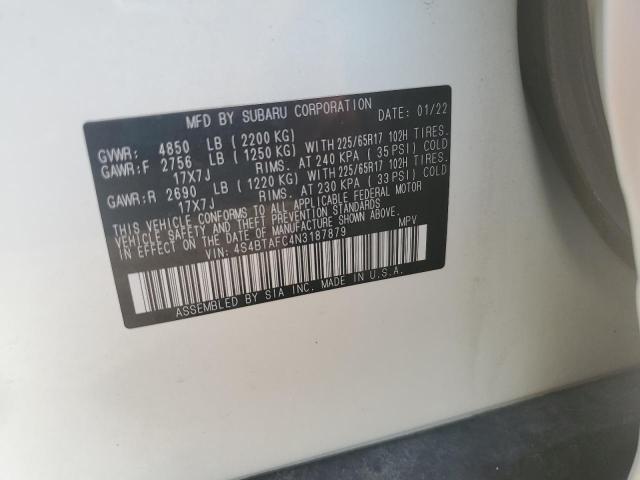 MFD BY SUBARU CORPORATION DATE: 01/22
GVWR: 4850 LB (2200 KG)
GAWR:F 2756 LB (1250 KG) WITH 225/65R17 102H TIRES.
17X7J RIMS. AT 240 KPA (35 PSI) COLD
GAWR:R 2690 LB (1220 KG) WITH 225/65R17 102H TIRES.
17X7J RIMS. AT 230 KPA (33 PSI) COLD
THIS VEHICLE CONFORMS TO ALL APPLICABLE FEDERAL MOTOR
VEHICLE SAFETY AND THEFT PREVENTION STANDARDS
IN EFFECT ON THE DATE OF MANUFACTURE SHOWN ABOVE.
VIN: 4S4BTAFC4N3187879 MPV
ASSEMBLED BY SIA INC. MADE IN U.S.A.